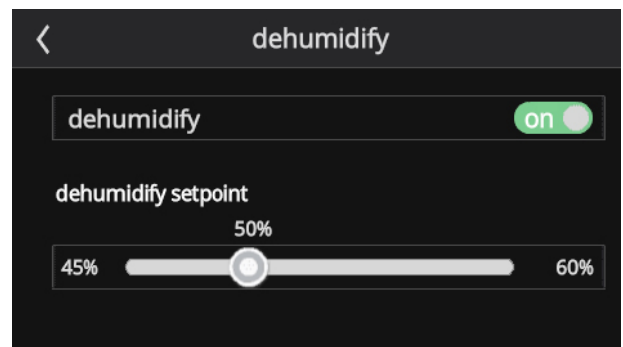 dehumidify
dehumidify on
dehumidify setpoint
50%
45% 60%